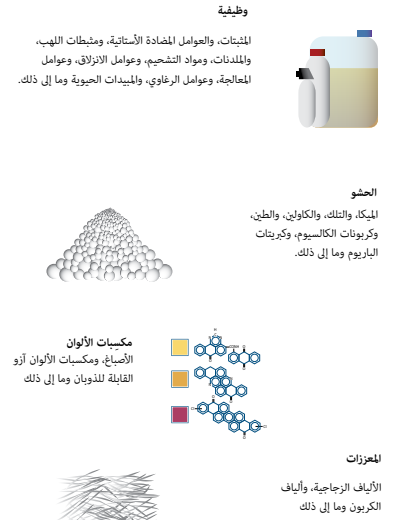 وظيفية
المثبتات، والعوامل المضادة الأستاتية، ومثبطات اللهب،
والملدنات، ومواد التشحيم، وعوامل الانزلاق، وعوامل
المعالجة، وعوامل الرغاوي، والمبيدات الحيوية وما إلى ذلك.
الحشو
الميكا، والتلك، والكاولين، والطين،
وكربونات الكالسيوم، وكبريتات
الباريوم وما إلى ذلك.
مكسِبات الألوان
الأصباغ، ومكسبات الألوان آزو
القابلة للذوبان وما إلى ذلك
المعززات
الألياف الزجاجية، وألياف
الكربون وما إلى ذلك